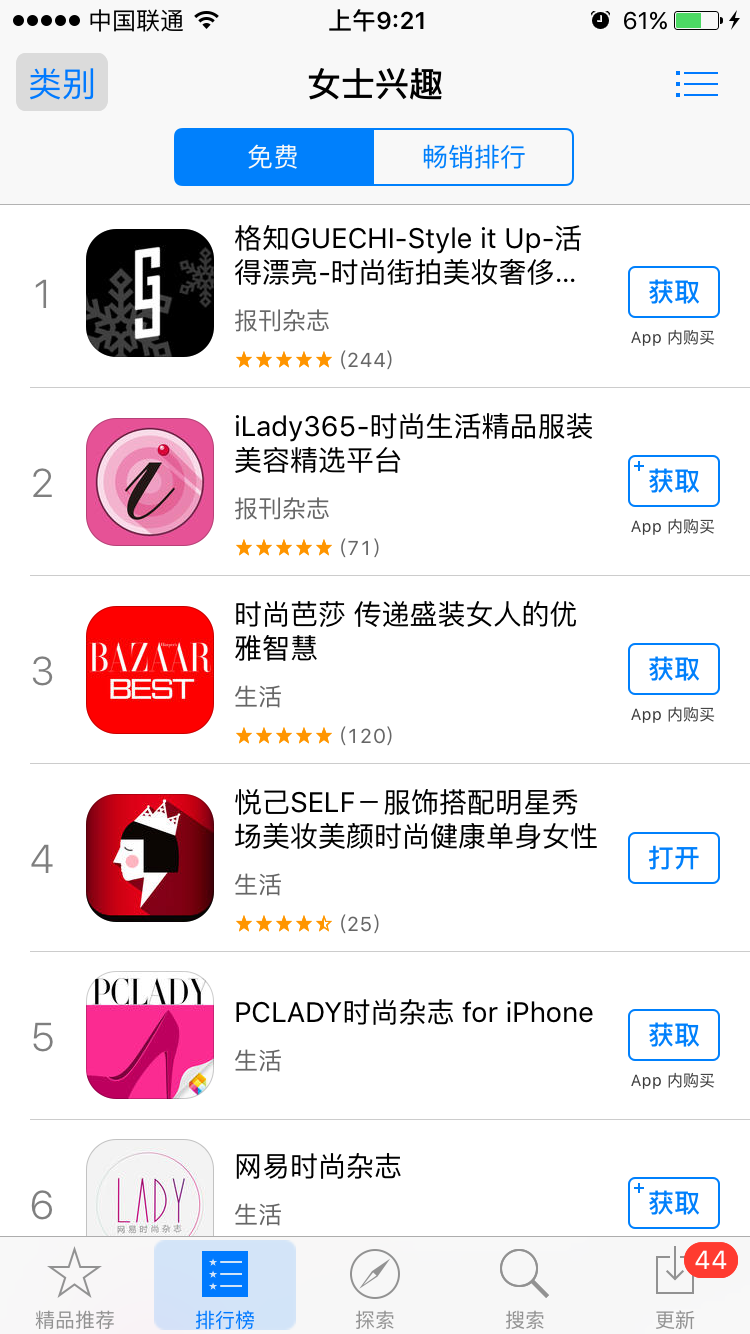 中国联通
上午9:21
61%
类别
女士兴趣
免费
畅销排行
1
格知GUECHI-Style it Up-活
得漂亮-时尚街拍美妆奢侈...
报刊杂志
(244)
获取
App 内购买
2
iLady365-时尚生活精品服装
美容精选平台
报刊杂志
(71)
+获取
App 内购买
3
BAZAAR
BEST
时尚芭莎 传递盛装女人的优
雅智慧
生活
(120)
获取
App 内购买
4
悦己SELF－服饰搭配明星秀
场美妆美颜时尚健康单身女性
生活
(25)
打开
5
PCLADY
PCLADY时尚杂志 for iPhone
生活
获取
App 内购买
6
LADY
网易时尚杂志
网易时尚杂志
生活
+获取
精品推荐
排行榜
探索
搜索
44
更新